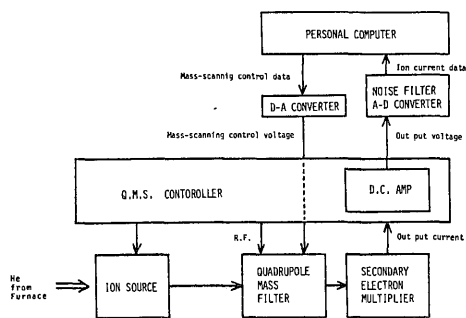 PERSONAL COMPUTER
Mass-scannig control data
Ion current data
D-A CONVERTER
NOISE FILTER
A-D CONVERTER
Mass-scanning control voltage
Out put voltage
Q.M.S. CONTOROLLER
D.C. AMP
R.F.
Out put current
He
from
Furnace
ION SOURCE
QUADRUPOLE
MASS
FILTER
SECONDARY
ELECTRON
MULTIPLIER